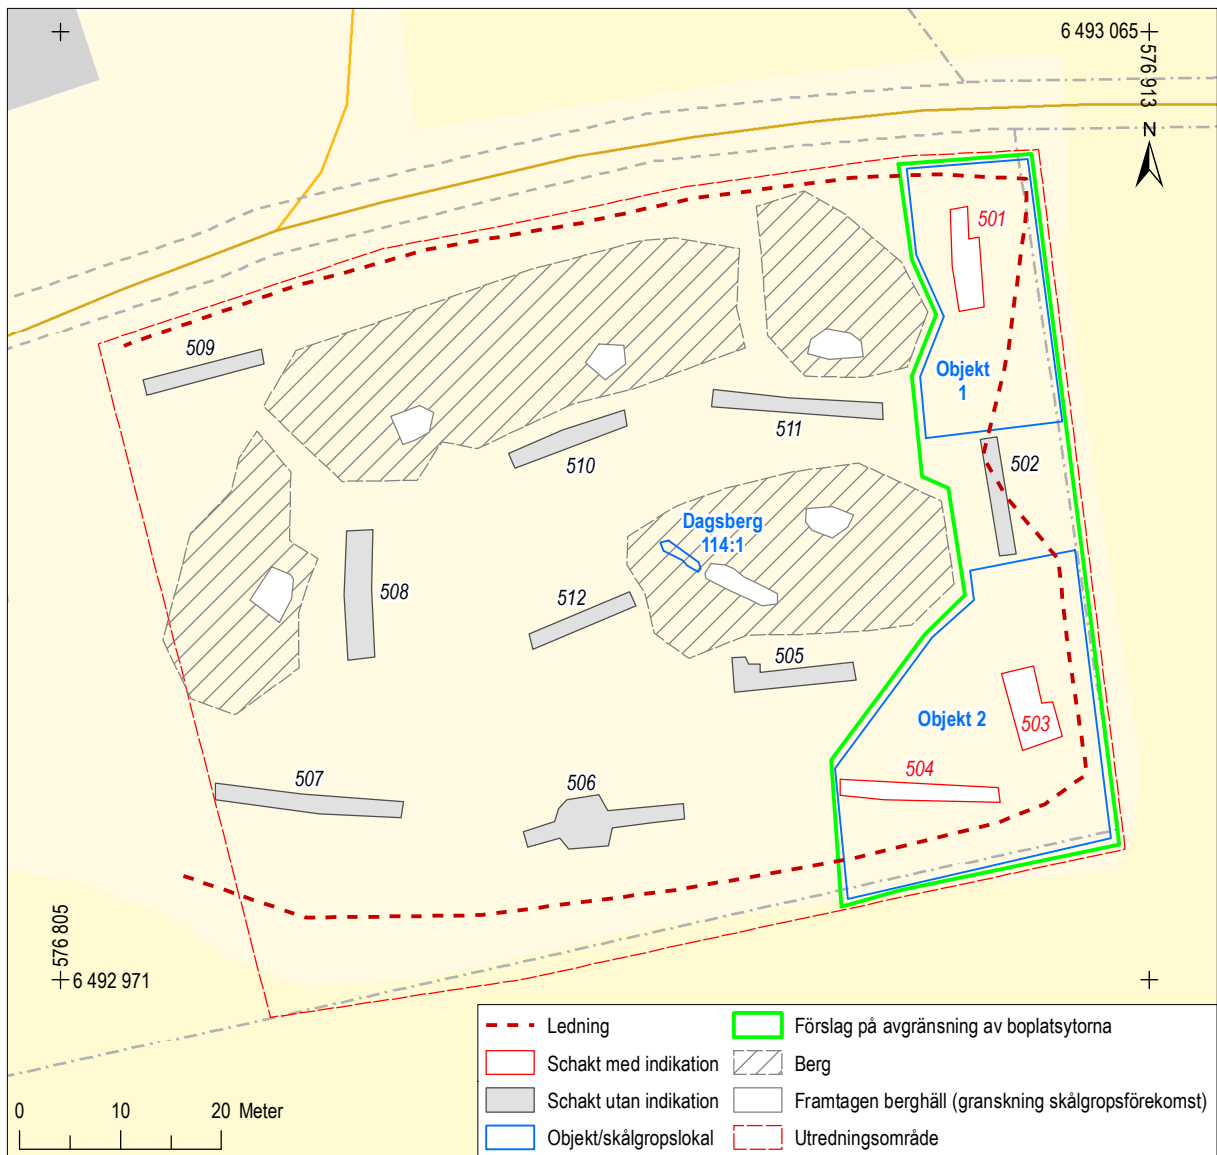 6 493 065
576 913
N
501
509
Objekt
1
511
510
502
Dagsberg
114:1
508
512
505
Objekt 2
503
504
507
506
576 805
6 492 971
Ledning
Förslag på avgränsning av boplatsytorna
Schakt med indikation
Berg
Schakt utan indikation
Framtagen berghäll (granskning skålgropsförekomst)
Objekt/skålgropslokal
Utredningsområde
0 10 20 Meter